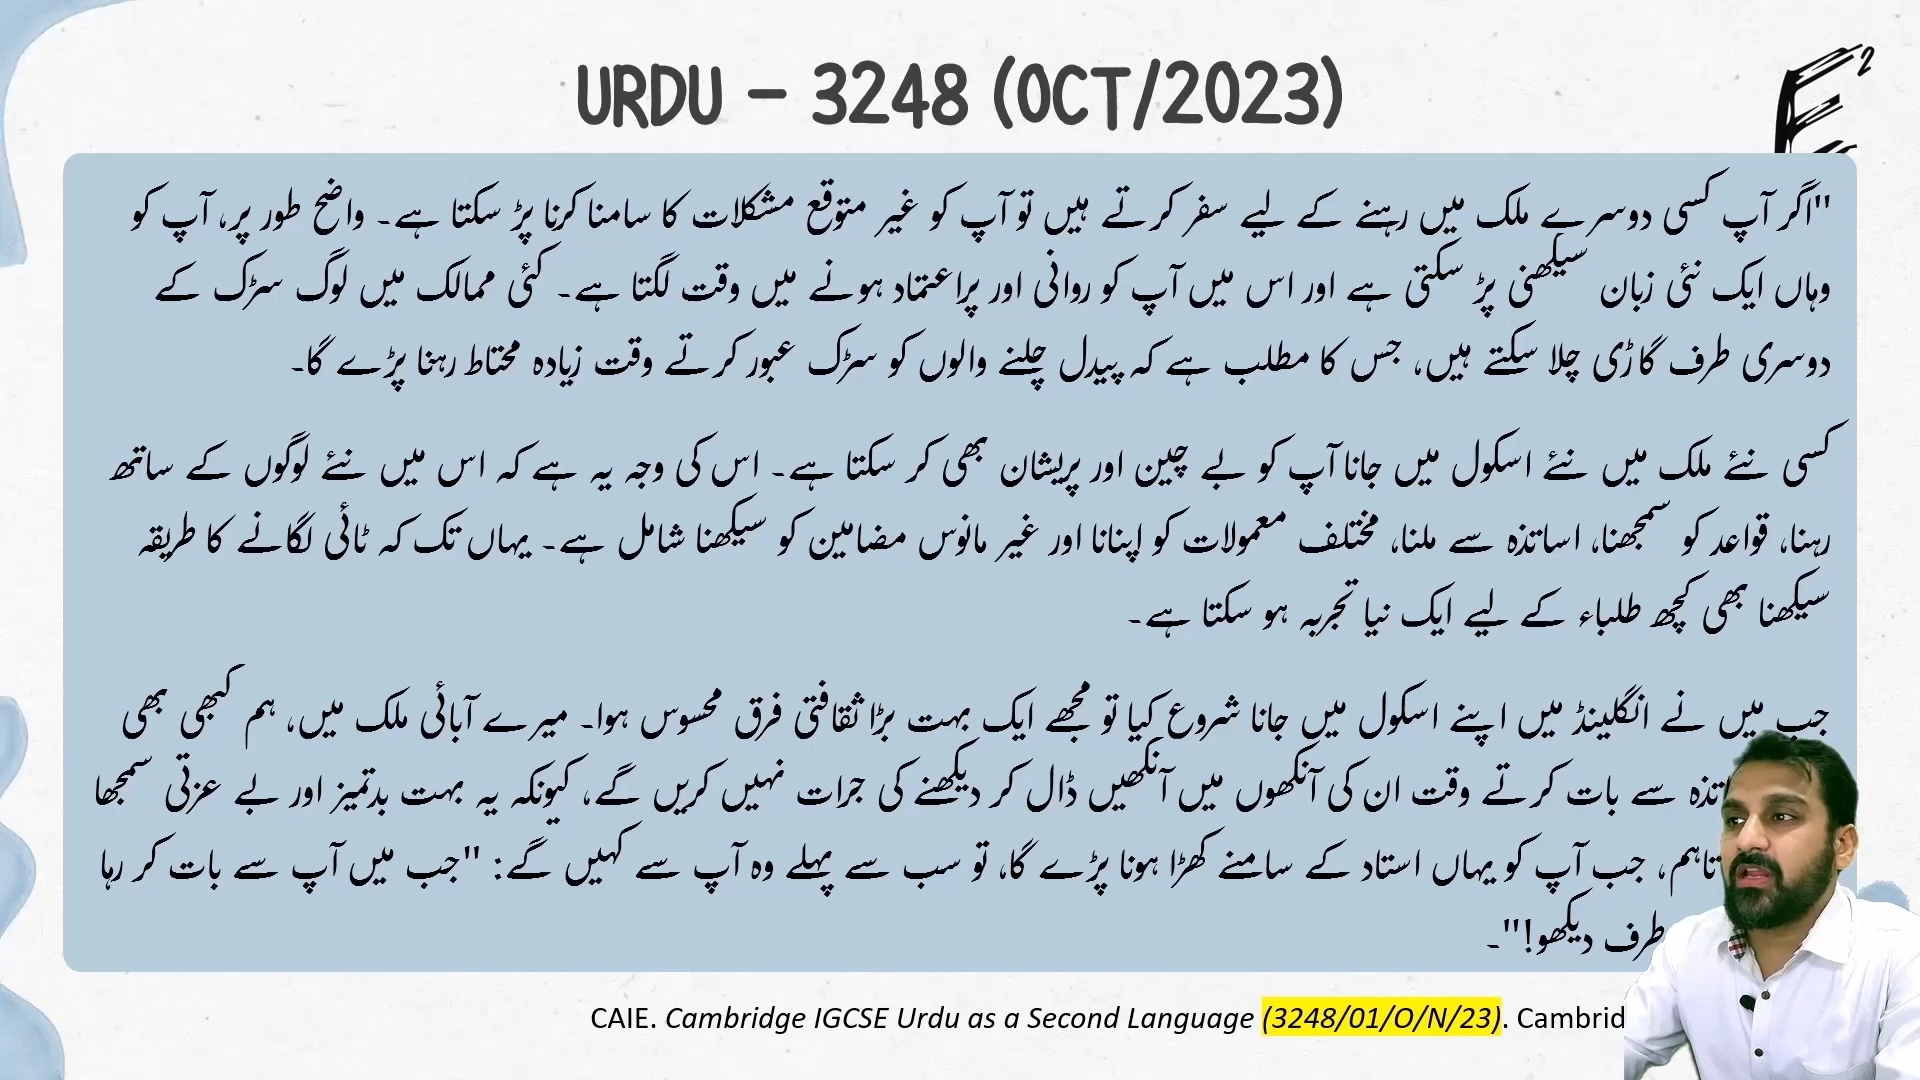 URDU – 3248 (OCT/2023)
E²
"اگر آپ کسی دوسرے ملک میں رہنے کے لیے سفر کرتے ہیں تو آپ کو غیر متوقع مشکلات کا سامنا کرنا پڑ سکتا ہے۔ واضح طور پر، آپ کو
وہاں ایک نئی زبان سیکھنی پڑ سکتی ہے اور اس میں آپ کو روانی اور پراعتماد ہونے میں وقت لگتا ہے۔ کئی ممالک میں لوگ سڑک کے
دوسری طرف گاڑی چلا سکتے ہیں، جس کا مطلب ہے کہ پیدل چلنے والوں کو سڑک عبور کرتے وقت زیادہ محتاط رہنا پڑے گا۔
کسی نئے ملک میں نئے اسکول میں جانا آپ کو بے چین اور پریشان بھی کر سکتا ہے۔ اس کی وجہ یہ ہے کہ اس میں نئے لوگوں کے ساتھ
رہنا، قواعد کو سمجھنا، اساتذہ سے ملنا، مختلف معمولات کو اپنانا اور غیر مانوس مضامین کو سیکھنا شامل ہے۔ یہاں تک کہ ٹائی لگانے کا طریقہ
سیکھنا بھی کچھ طلباء کے لیے ایک نیا تجربہ ہو سکتا ہے۔
جب میں نے انگلینڈ میں اپنے اسکول میں جانا شروع کیا تو مجھے ایک بہت بڑا ثقافتی فرق محسوس ہوا۔ میرے آبائی ملک میں، ہم کبھی بھی
سے بات کرتے وقت ان کی آنکھوں میں آنکھیں ڈال کر دیکھنے کی جرات نہیں کریں گے، کیونکہ یہ بہت بدتمیز اور بے عزتی سمجھا
تاہم، جب آپ کو یہاں استاد کے سامنے کھڑا ہونا پڑے گا، تو سب سے پہلے وہ آپ سے کہیں گے: "جب میں آپ سے بات کر رہا
طرف دیکھو!"۔
CAIE. Cambridge IGCSE Urdu as a Second Language (3248/01/O/N/23). Cambrid